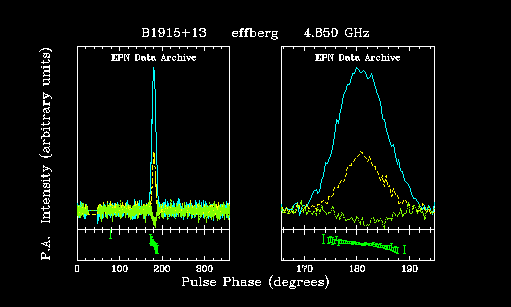 B1915+13 effberg 4.850 GHz
EPN Data Archive EPN Data Archive
P.A. Intensity (arbitrary units)
0 100 200 300 170 180 190
Pulse Phase (degrees)